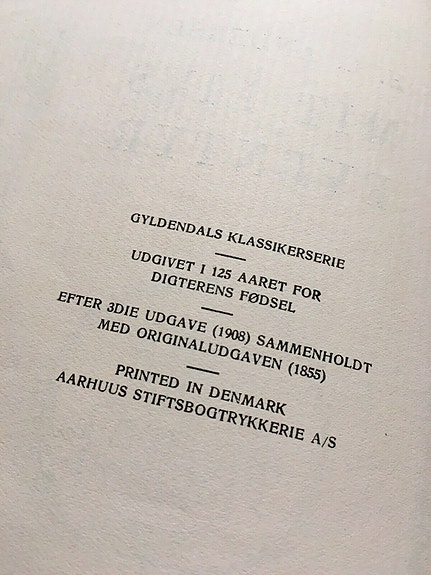 GYLDENDALS KLASSIKERSERIE
UDGIVET I 125 AARET FOR
DIGTERENS FØDSEL
EFTER 3DIE UDGAVE (1908) SAMMENHOLDT
MED ORIGINALUDGAVEN (1855)
PRINTED IN DENMARK
AARHUUS STIFTSBOGTRYKKERIE A/S